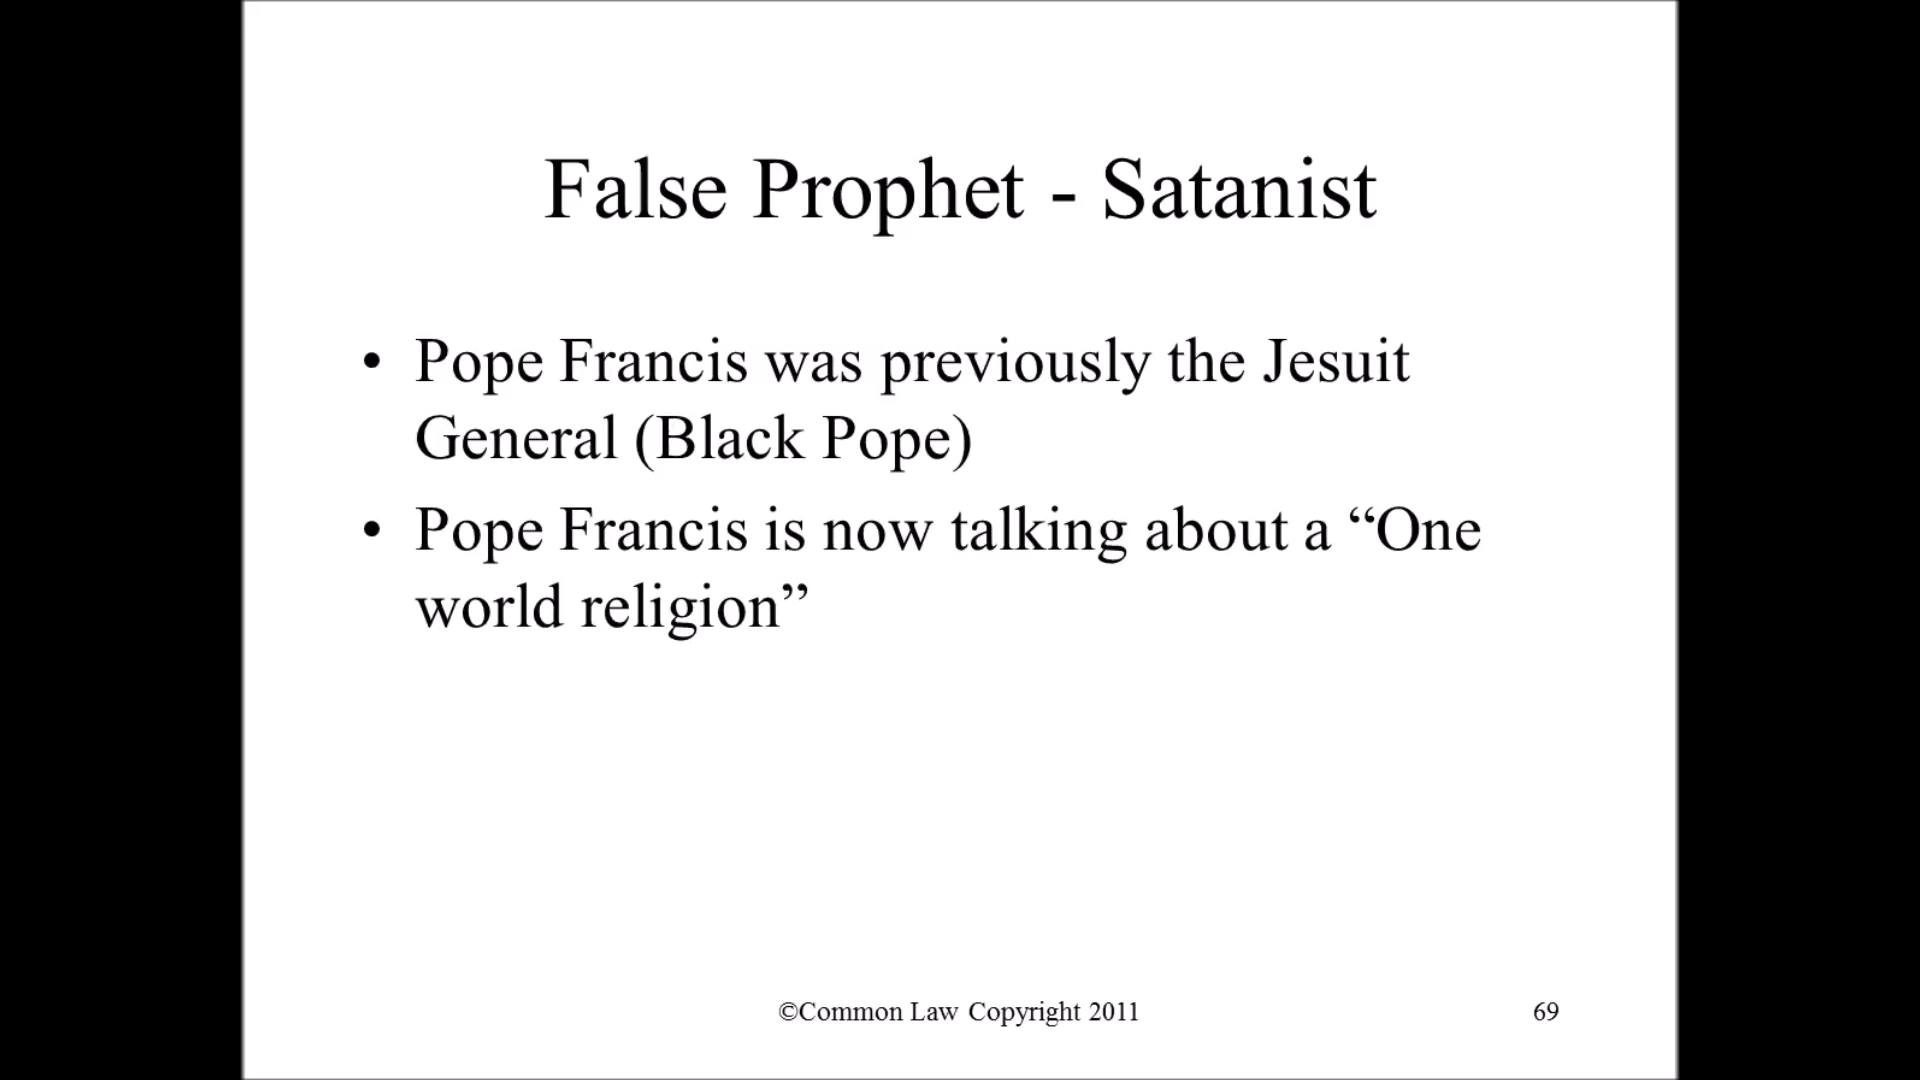 False Prophet - Satanist
• Pope Francis was previously the Jesuit
General (Black Pope)
• Pope Francis is now talking about a “One
world religion”
©Common Law Copyright 2011
69